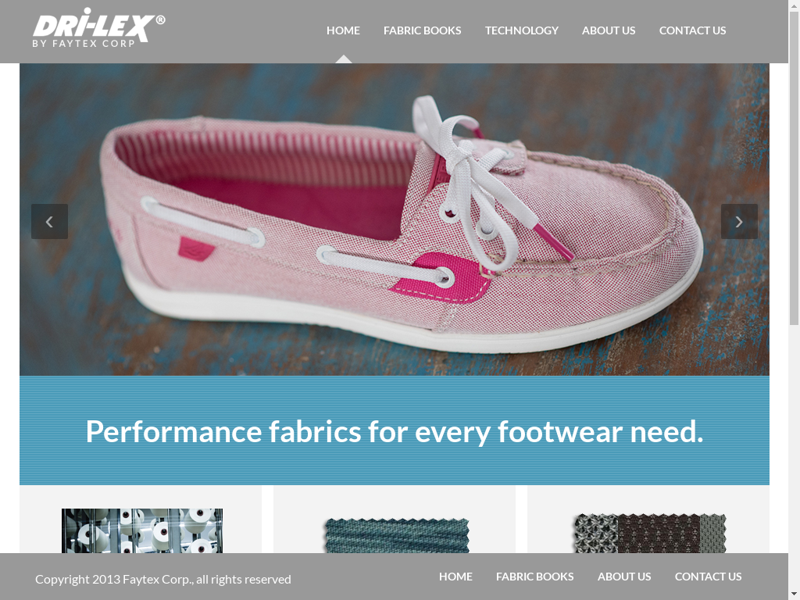 DRI-LEX®
BY FAYTEX CORP
HOME FABRIC BOOKS TECHNOLOGY ABOUT US CONTACT US
Performance fabrics for every footwear need.
Copyright 2013 Faytex Corp., all rights reserved
HOME FABRIC BOOKS ABOUT US CONTACT US